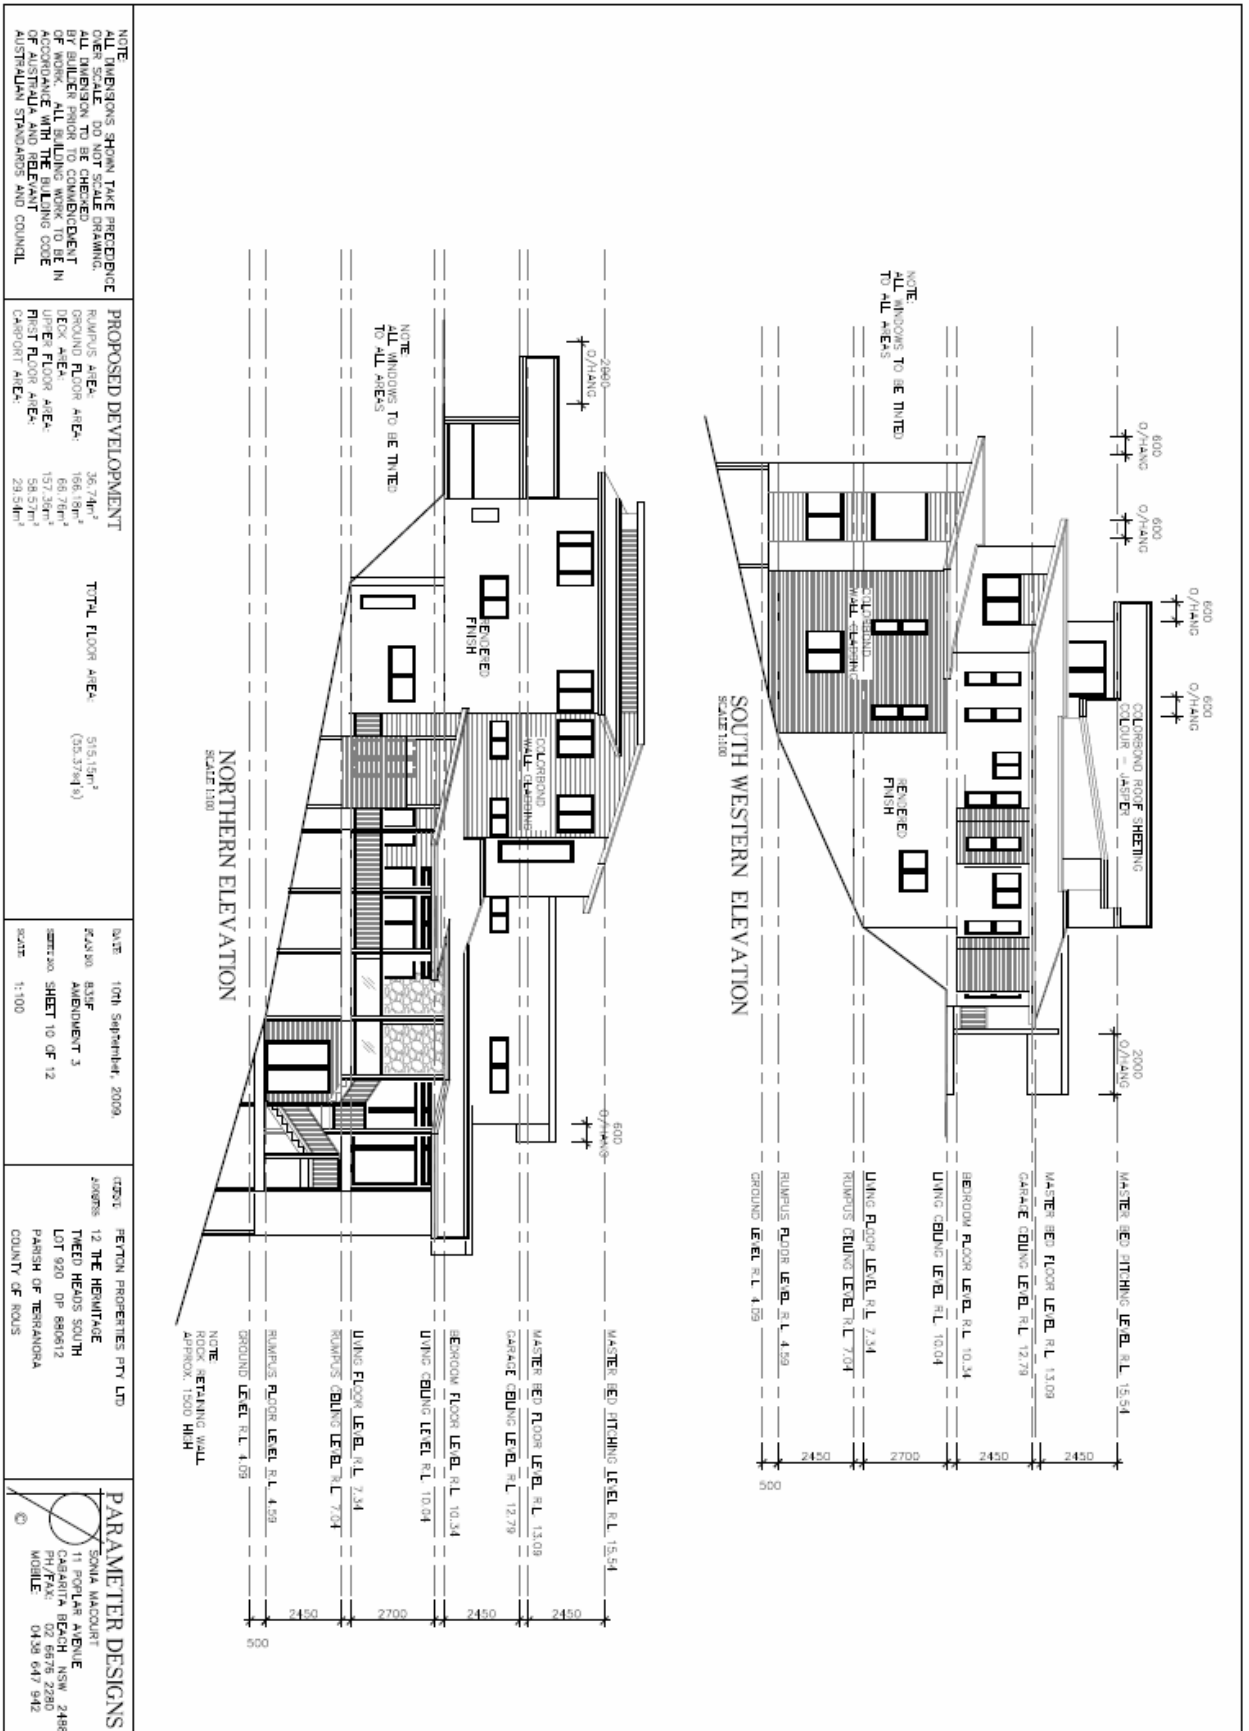 600
O/HANG
600
O/HANG
600
O/HANG
600
O/HANG
COLORBOND ROOF SHEETING
COLOUR - JASPER
2000
O/HANG
NOTE:
ALL WINDOWS TO BE TINTED
TO ALL AREAS
COLORBOND
WALL CLADDING
RENDERED
FINISH
MASTER BED PITCHING LEVEL R.L. 15.54
MASTER BED FLOOR LEVEL R.L. 13.09
GARAGE CEILING LEVEL R.L. 12.79
BEDROOM FLOOR LEVEL R.L. 10.34
LIVING CEILING LEVEL R.L. 10.04
LIVING FLOOR LEVEL R.L. 7.34
RUMPUS CEILING LEVEL R.L. 7.04
RUMPUS FLOOR LEVEL R.L. 4.59
GROUND LEVEL R.L. 4.09
2450
2450
2700
2450
500
SOUTH WESTERN ELEVATION
SCALE 1:100
2000
O/HANG
NOTE:
ALL WINDOWS TO BE TINTED
TO ALL AREAS
RENDERED
FINISH
COLORBOND
WALL CLADDING
600
O/HANG
MASTER BED PITCHING LEVEL R.L. 15.54
MASTER BED FLOOR LEVEL R.L. 13.09
GARAGE CEILING LEVEL R.L. 12.79
BEDROOM FLOOR LEVEL R.L. 10.34
LIVING CEILING LEVEL R.L. 10.04
LIVING FLOOR LEVEL R.L. 7.34
RUMPUS CEILING LEVEL R.L. 7.04
RUMPUS FLOOR LEVEL R.L. 4.59
GROUND LEVEL R.L. 4.09
2450
2450
2700
2450
500
NORTHERN ELEVATION
SCALE 1:100
NOTE:
ROCK RETAINING WALL
APPROX. 1500 HIGH
NOTE:
ALL DIMENSIONS SHOWN TAKE PRECEDENCE
OVER SCALE. DO NOT SCALE DRAWING.
ALL DIMENSION TO BE CHECKED
BY BUILDER PRIOR TO COMMENCEMENT
OF WORK. ALL BUILDING WORK TO BE IN
ACCORDANCE WITH THE BUILDING CODE
OF AUSTRALIA AND RELEVANT
AUSTRALIAN STANDARDS AND COUNCIL
PROPOSED DEVELOPMENT
RUMPUS AREA: 36.74m² TOTAL FLOOR AREA: 515.15m²
GROUND FLOOR AREA: 166.18m² (55.37sq's)
DECK AREA: 66.76m²
UPPER FLOOR AREA: 157.36m²
FIRST FLOOR AREA: 58.57m²
CARPORT AREA: 29.54m²
DATE: 10th September, 2009.
PLAN NO. 835F
AMENDMENT 3
SHEET NO. SHEET 10 OF 12
SCALE: 1:100
CLIENT: PEYTON PROPERTIES PTY LTD
ADDRESS: 12 THE HERMITAGE
TWEED HEADS SOUTH
LOT 920 DP 880612
PARISH OF TERRANORA
COUNTY OF ROUS
PARAMETER DESIGNS
SONIA MACOURT
11 POPLAR AVENUE
CABARITA BEACH NSW 2488
PH/FAX: 02 6676 2280
MOBILE: 0438 647 942
©